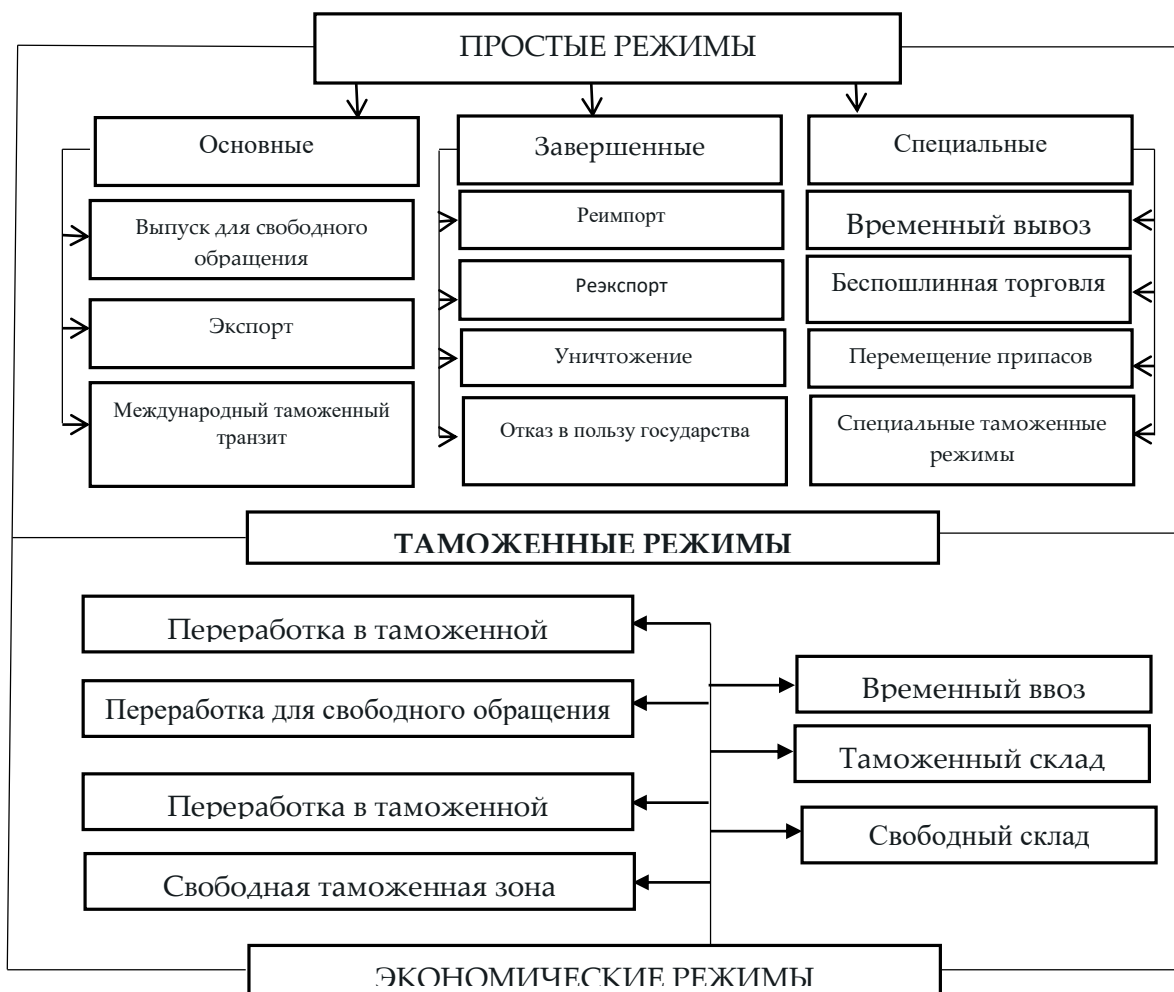 ПРОСТЫЕ РЕЖИМЫ
Основные
Завершенные
Специальные
Выпуск для свободного
обращения
Экспорт
Международный таможенный
транзит
Реимпорт
Реэкспорт
Уничтожение
Отказ в пользу государства
Временный вывоз
Беспошлинная торговля
Перемещение припасов
Специальные таможенные
режимы
ТАМОЖЕННЫЕ РЕЖИМЫ
Переработка в таможенной
Переработка для свободного обращения
Переработка в таможенной
Свободная таможенная зона
Временный ввоз
Таможенный склад
Свободный склад
ЭКОНОМИЧЕСКИЕ РЕЖИМЫ